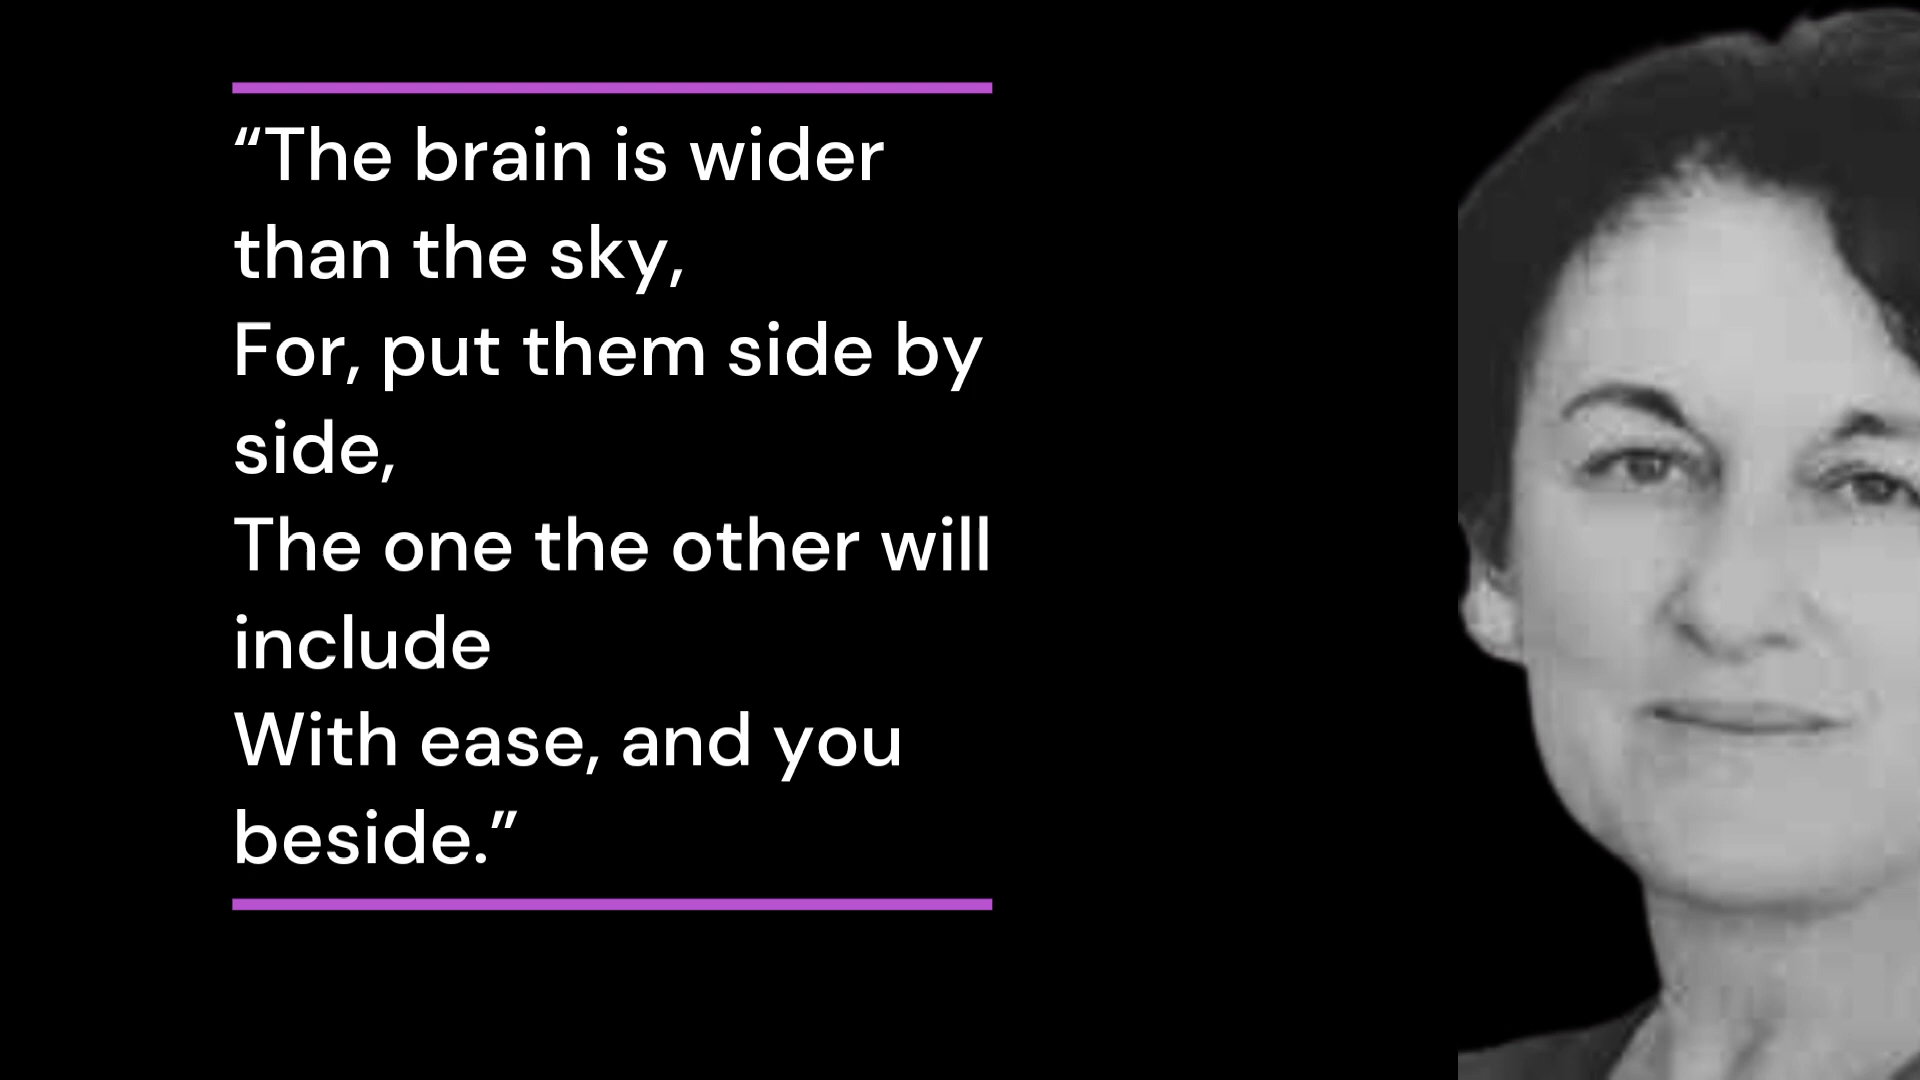 “The brain is wider
than the sky,
For, put them side by
side,
The one the other will
include
With ease, and you
beside.”